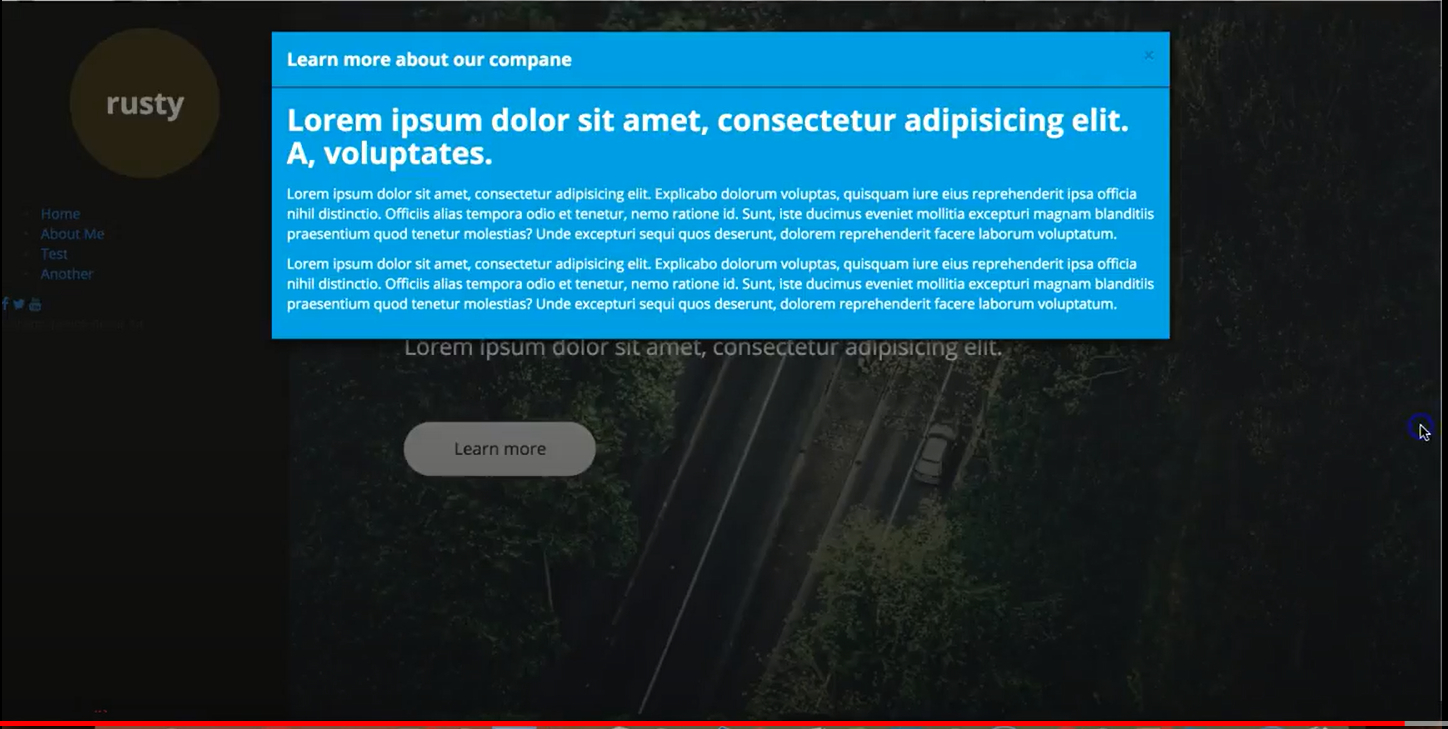 Learn more about our compane
×
rusty
Lorem ipsum dolor sit amet, consectetur adipisicing elit.
A, voluptates.
Lorem ipsum dolor sit amet, consectetur adipisicing elit. Explicabo dolorum voluptas, quisquam iure eius reprehenderit ipsa officia
nihil distinctio. Officiis alias tempora odio et tenetur, nemo ratione id. Sunt, iste ducimus eveniet mollitia excepturi magnam blanditiis
praesentium quod tenetur molestias? Unde excepturi sequi quos deserunt, dolorem reprehenderit facere laborum voluptatum.
Lorem ipsum dolor sit amet, consectetur adipisicing elit. Explicabo dolorum voluptas, quisquam iure eius reprehenderit ipsa officia
nihil distinctio. Officiis alias tempora odio et tenetur, nemo ratione id. Sunt, iste ducimus eveniet mollitia excepturi magnam blanditiis
praesentium quod tenetur molestias? Unde excepturi sequi quos deserunt, dolorem reprehenderit facere laborum voluptatum.
Home
About Me
Test
Another
Lorem ipsum dolor sit amet, consectetur adipisicing elit.
Learn more